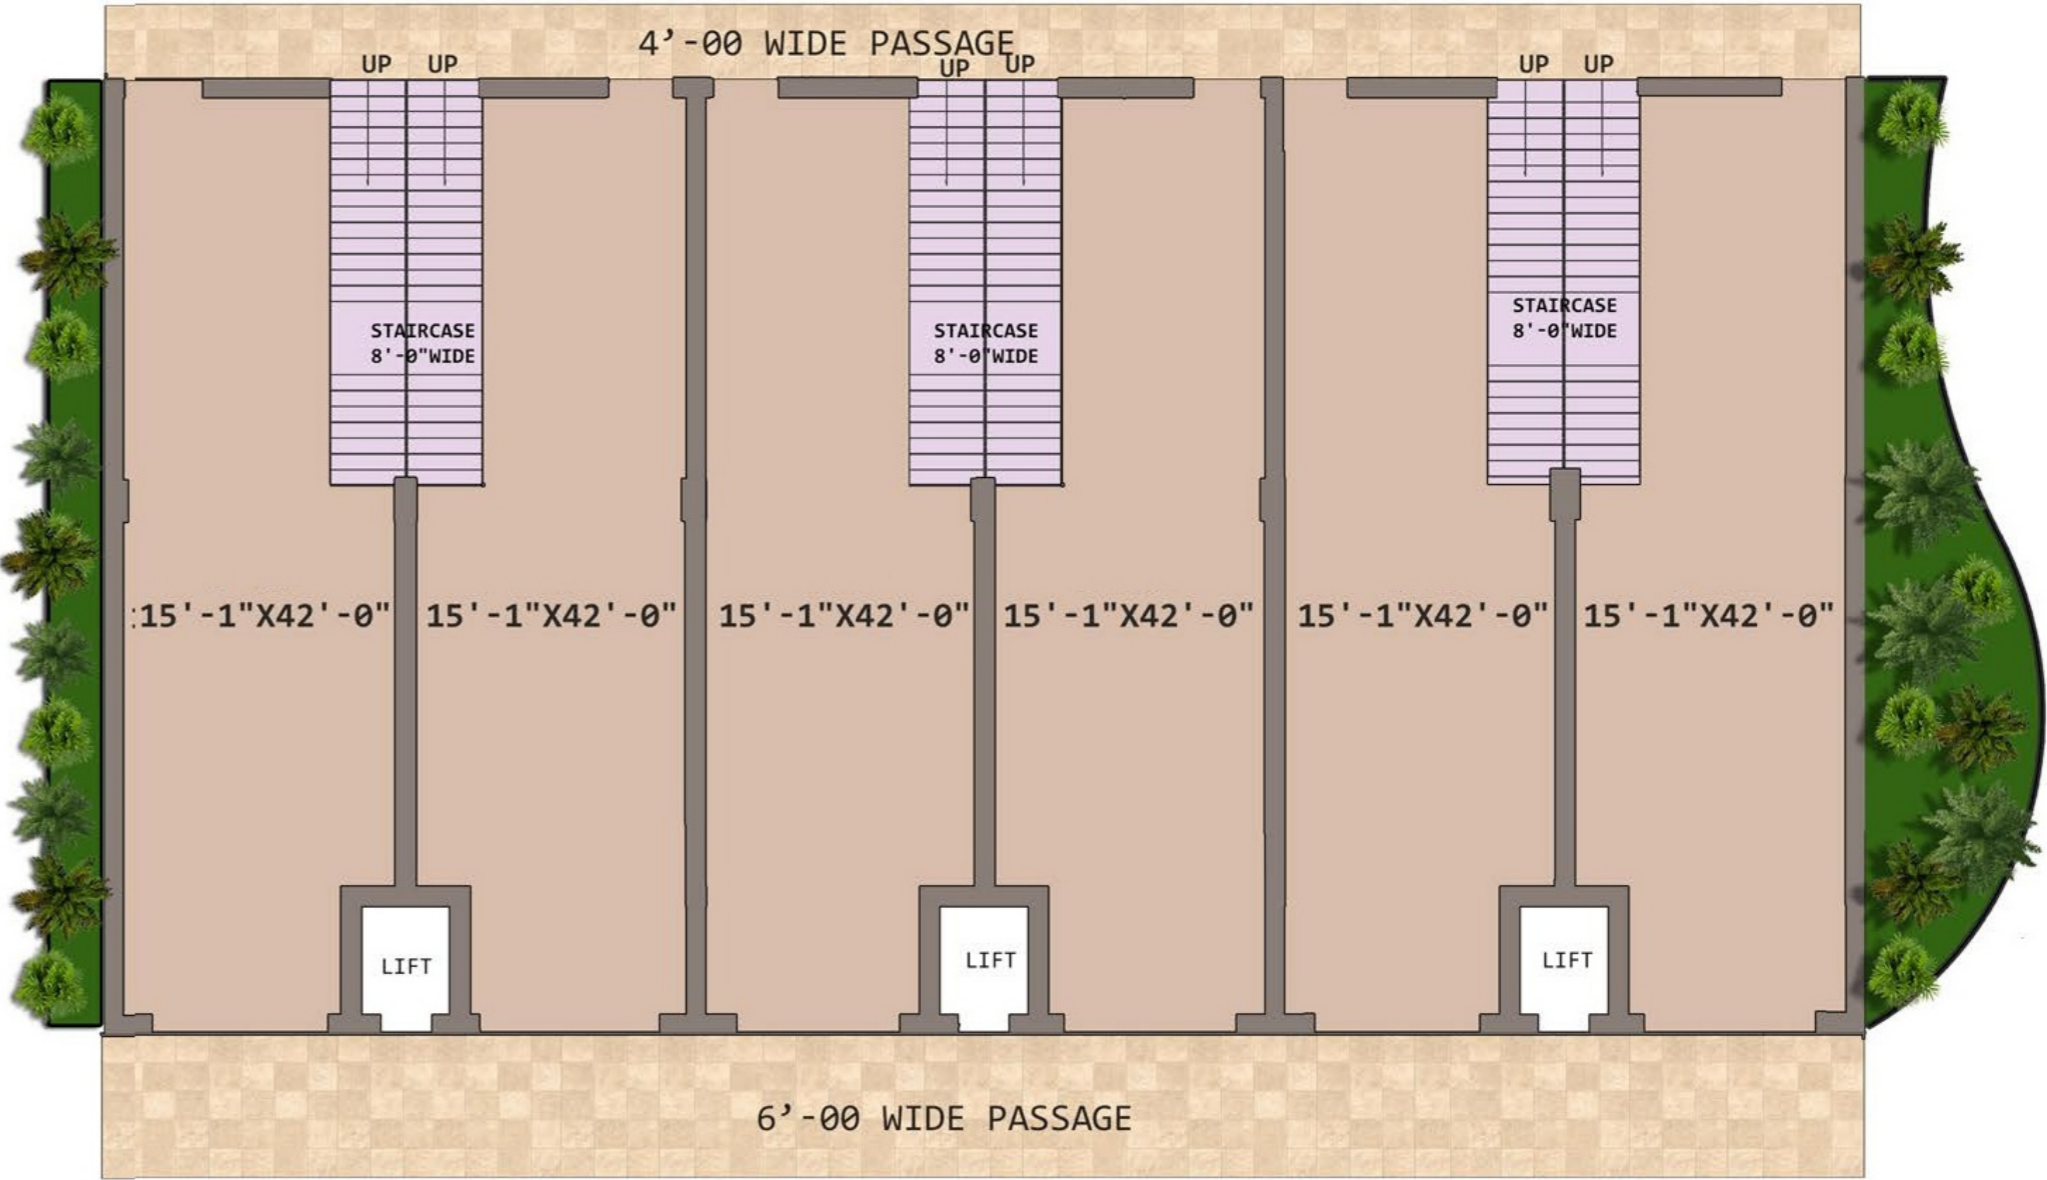 4’-00 WIDE PASSAGE
UP UP
UP UP
UP UP
STAIRCASE
8'-0"WIDE
STAIRCASE
8'-0"WIDE
STAIRCASE
8'-0"WIDE
15'-1"X42'-0"
15'-1"X42'-0"
15'-1"X42'-0"
15'-1"X42'-0"
15'-1"X42'-0"
15'-1"X42'-0"
LIFT
LIFT
LIFT
6’-00 WIDE PASSAGE